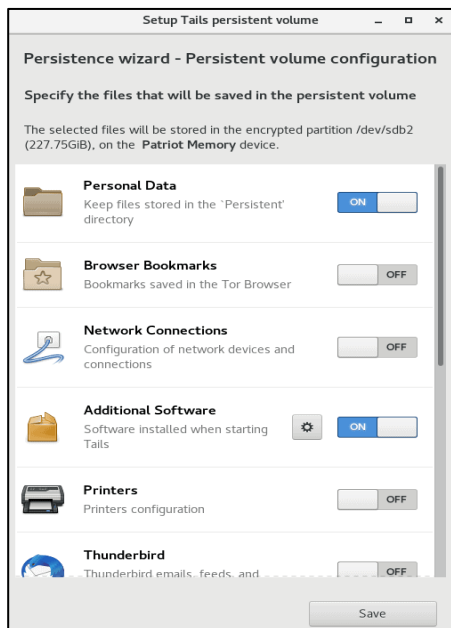 Setup Tails persistent volume
Persistence wizard - Persistent volume configuration
Specify the files that will be saved in the persistent volume
The selected files will be stored in the encrypted partition /dev/sdb2
(227.75GiB), on the Patriot Memory device.
Personal Data
Keep files stored in the `Persistent'
directory
ON
Browser Bookmarks
Bookmarks saved in the Tor Browser
OFF
Network Connections
Configuration of network devices and
connections
OFF
Additional Software
Software installed when starting
Tails
ON
Printers
Printers configuration
OFF
Thunderbird
Thunderbird emails, feeds, and
OFF
Save